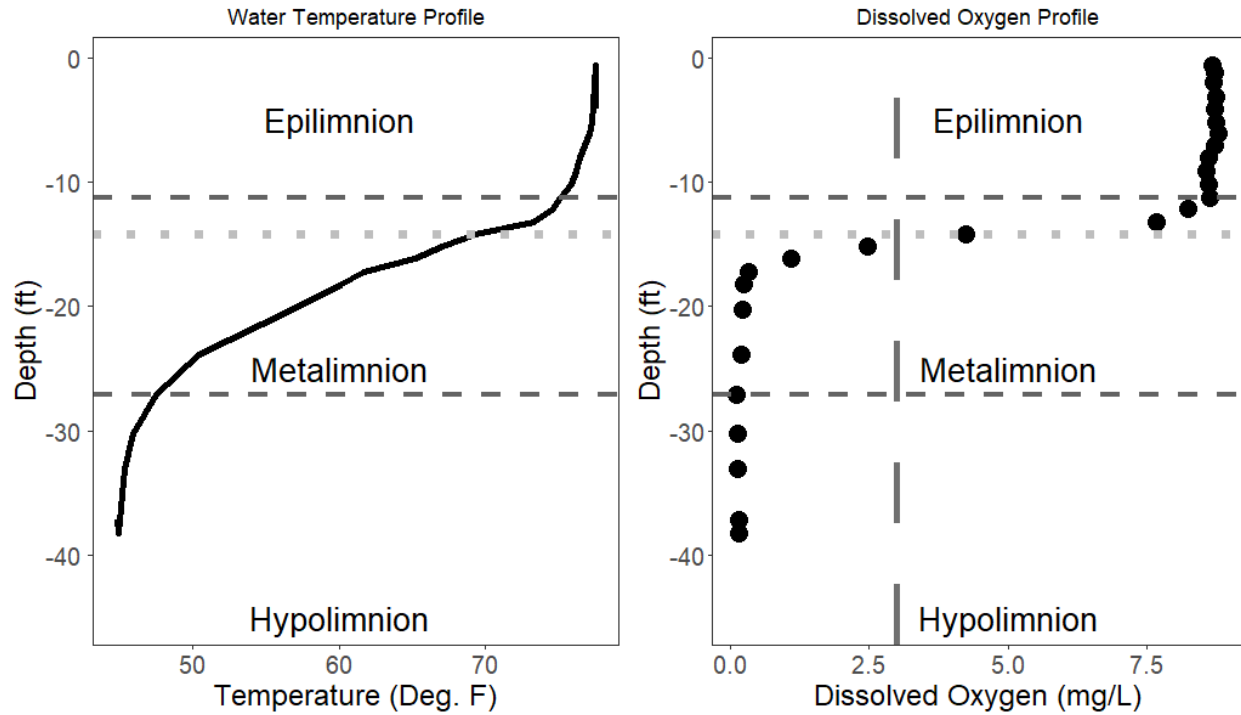 Water Temperature Profile
Depth (ft)
0
-10
-20
-30
-40
Epilimnion
Metalimnion
Hypolimnion
50 60 70
Temperature (Deg. F)
Dissolved Oxygen Profile
Depth (ft)
0
-10
-20
-30
-40
Epilimnion
Metalimnion
Hypolimnion
0.0 2.5 5.0 7.5
Dissolved Oxygen (mg/L)